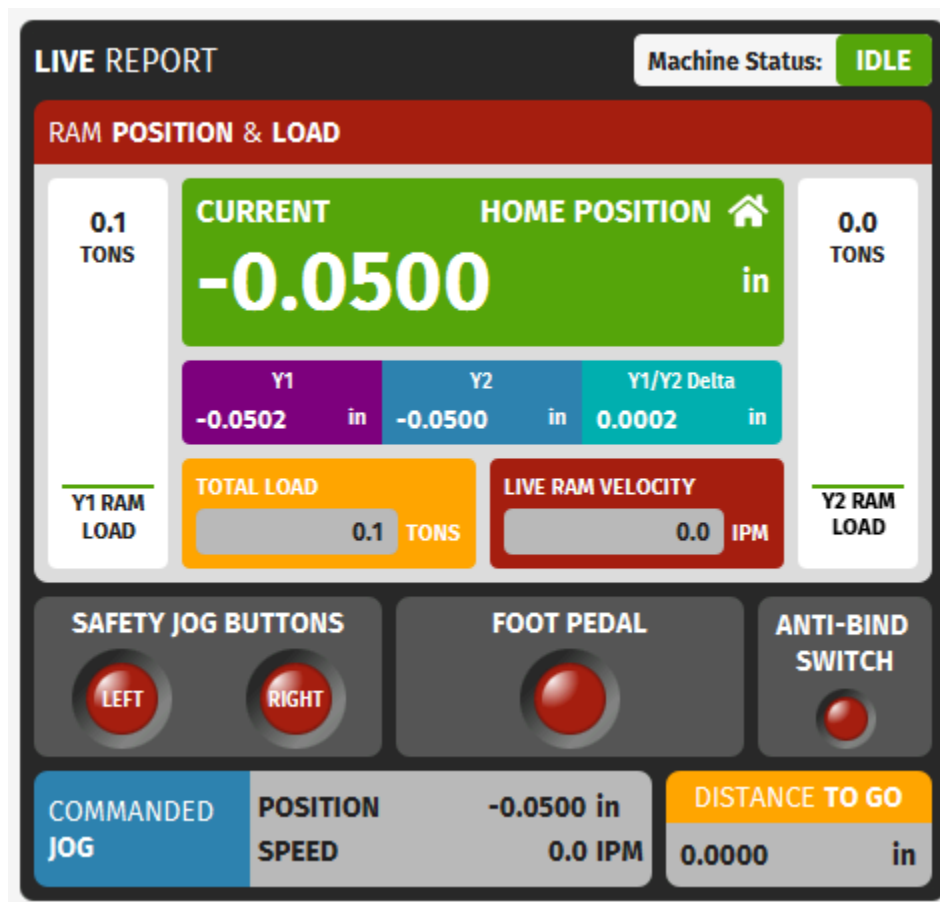 LIVE REPORT
Machine Status: IDLE
RAM POSITION & LOAD
0.1
TONS
Y1 RAM
LOAD
CURRENT HOME POSITION
-0.0500 in
Y1 Y2 Y1/Y2 Delta
-0.0502 in -0.0500 in 0.0002 in
TOTAL LOAD
0.1 TONS
LIVE RAM VELOCITY
0.0 IPM
0.0
TONS
Y2 RAM
LOAD
SAFETY JOG BUTTONS
LEFT RIGHT
FOOT PEDAL
ANTI-BIND
SWITCH
COMMANDED
JOG
POSITION -0.0500 in
SPEED 0.0 IPM
DISTANCE TO GO
0.0000 in